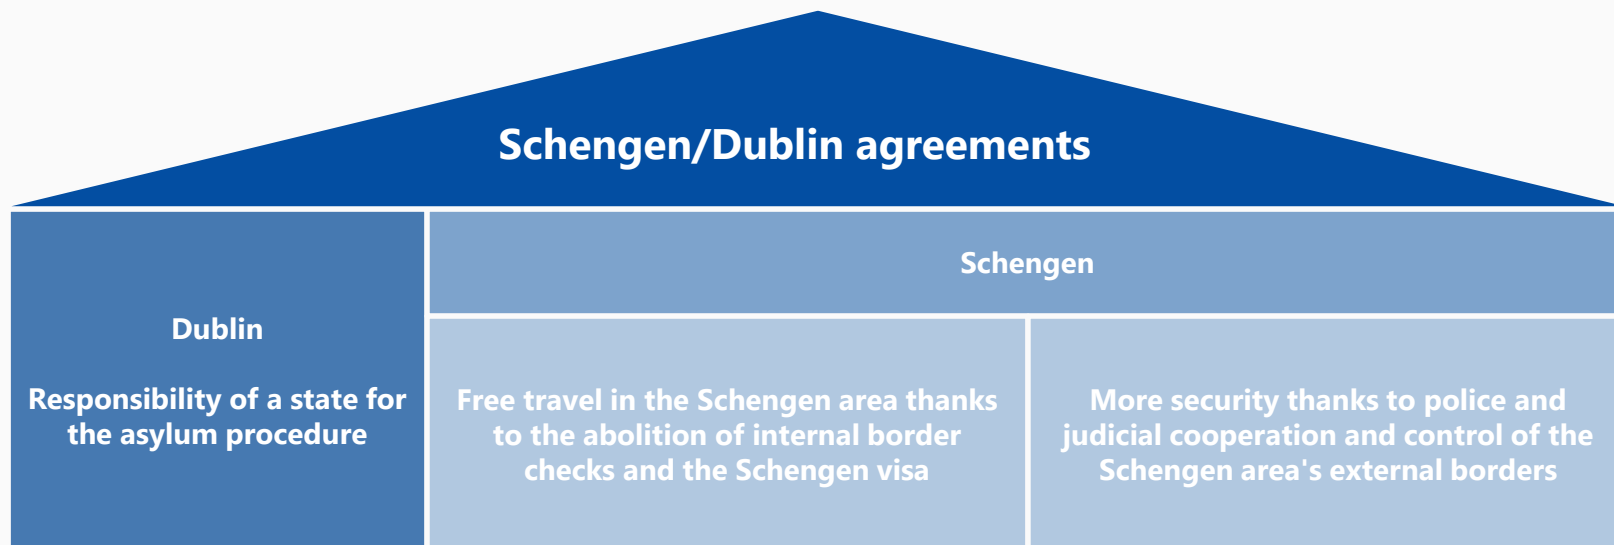 Schengen/Dublin agreements
Dublin
Responsibility of a state for
the asylum procedure
Schengen
Free travel in the Schengen area thanks
to the abolition of internal border
checks and the Schengen visa
More security thanks to police and
judicial cooperation and control of the
Schengen area's external borders